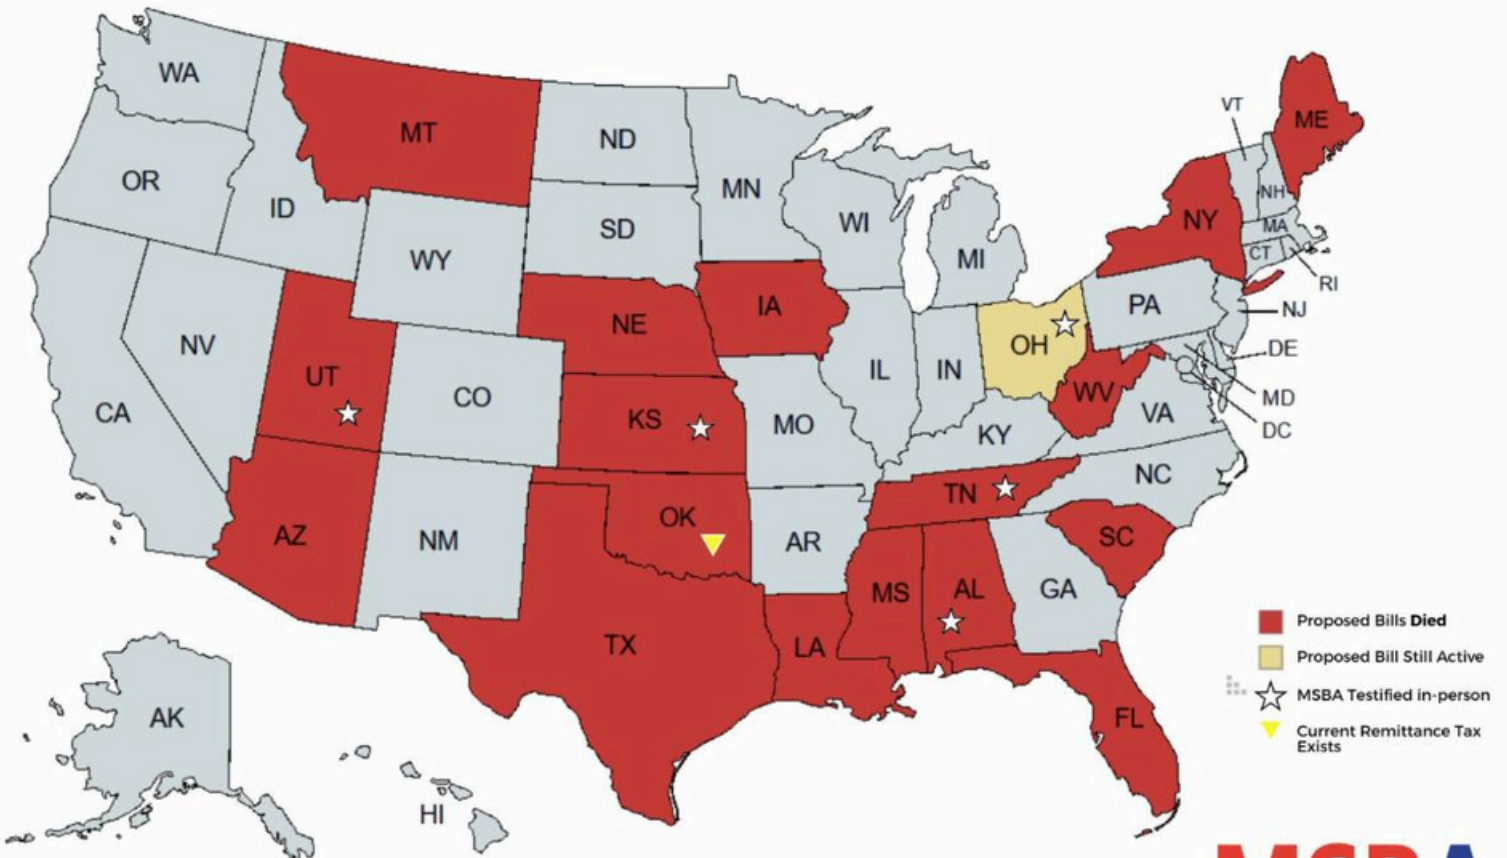 WA
MT
ME
VT
ND
OR
MN
ID
NH
SD
WI
NY
MA
WY
MI
CT
RI
IA
PA
NE
NJ
NV
OH
DE
UT
IL
IN
WV
CO
MD
CA
KS
MO
VA
DC
KY
TN
NC
OK
AZ
NM
AR
SC
MS
AL
GA
TX
LA
AK
FL
HI
Proposed Bills Died
Proposed Bill Still Active
MSBA Testified in-person
Current Remittance Tax
Exists
MSBA